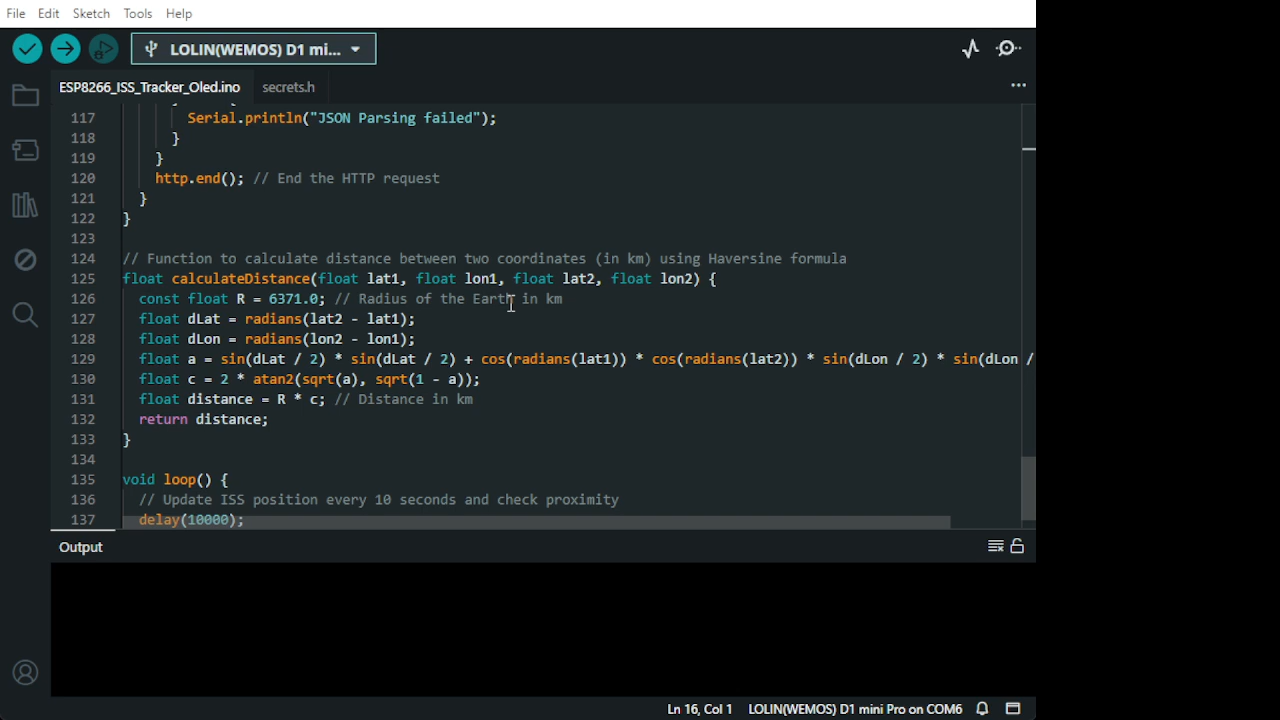 File Edit Sketch Tools Help
LOLIN(WEMOS) D1 mi...
ESP8266_ISS_Tracker_Oled.ino secrets.h
117 Serial.println("JSON Parsing failed");
118 }
119 }
120 http.end(); // End the HTTP request
121 }
122 }
123
124 // Function to calculate distance between two coordinates (in km) using Haversine formula
125 float calculateDistance(float lat1, float lon1, float lat2, float lon2) {
126 const float R = 6371.0; // Radius of the Earth in km
127 float dLat = radians(lat2 - lat1);
128 float dLon = radians(lon2 - lon1);
129 float a = sin(dLat / 2) * sin(dLat / 2) + cos(radians(lat1)) * cos(radians(lat2)) * sin(dLon / 2) * sin(dLon /
130 float c = 2 * atan2(sqrt(a), sqrt(1 - a));
131 float distance = R * c; // Distance in km
132 return distance;
133 }
134
135 void loop() {
136 // Update ISS position every 10 seconds and check proximity
137 delay(10000);
Output
Ln 16, Col 1 LOLIN(WEMOS) D1 mini Pro on COM6